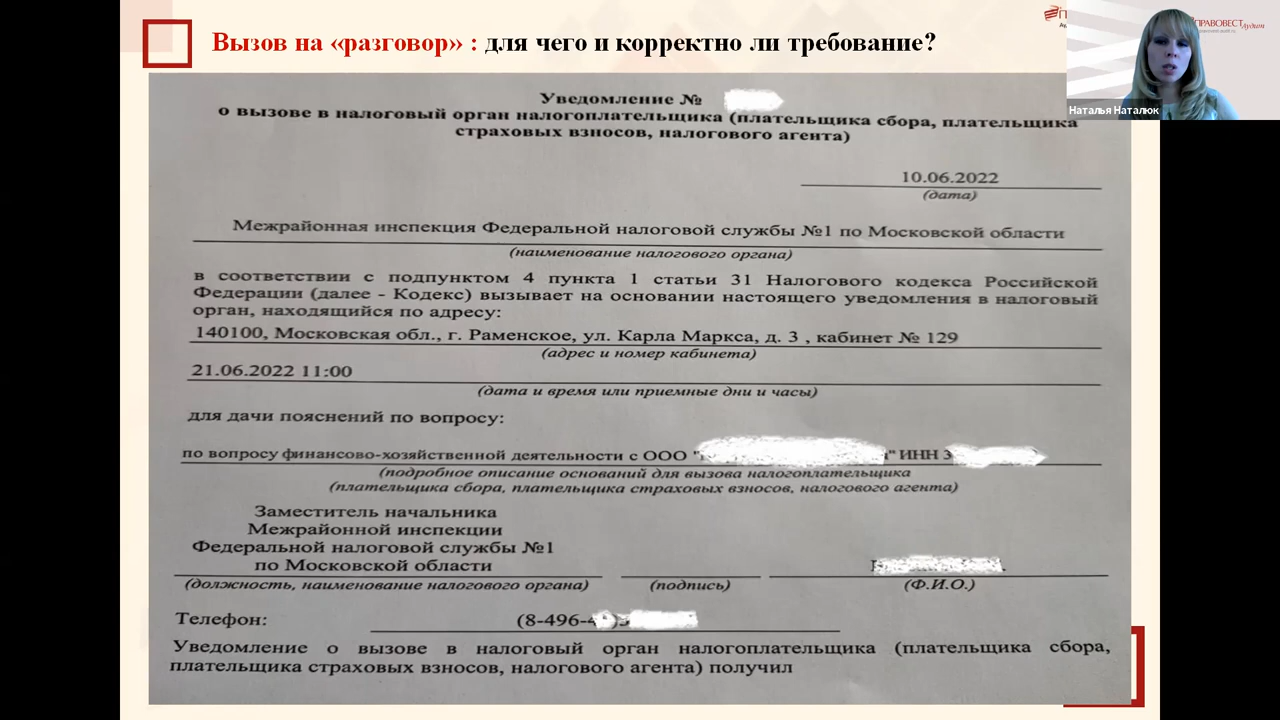 Вызов на «разговор» : для чего и корректно ли требование?
ПРАВОВЕСТ Аудит
Наталья Наталюк
Уведомление №
о вызове в налоговый орган налогоплательщика (плательщика сбора, плательщика
страховых взносов, налогового агента)
10.06.2022
(дата)
Межрайонная инспекция Федеральной налоговой службы №1 по Московской области
(наименование налогового органа)
в соответствии с подпунктом 4 пункта 1 статьи 31 Налогового кодекса Российской
Федерации (далее - Кодекс) вызывает на основании настоящего уведомления в налоговый
орган, находящийся по адресу:
140100, Московская обл., г. Раменское, ул. Карла Маркса, д. 3 , кабинет № 129
(адрес и номер кабинета)
21.06.2022 11:00
(дата и время или приемные дни и часы)
для дачи пояснений по вопросу:
по вопросу финансово-хозяйственной деятельности с ООО " " ИНН 3
(подробное описание оснований для вызова налогоплательщика
(плательщика сбора, плательщика страховых взносов, налогового агента)
Заместитель начальника
Межрайонной инспекции
Федеральной налоговой службы №1
по Московской области
(должность, наименование налогового органа) (подпись) (Ф.И.О.)
Телефон: (8-496-4
Уведомление о вызове в налоговый орган налогоплательщика (плательщика сбора,
плательщика страховых взносов, налогового агента) получил